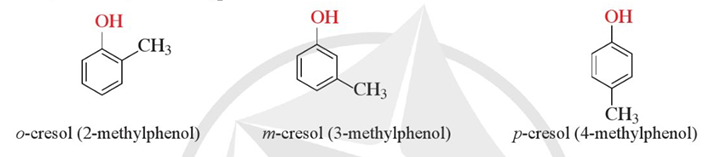 OH
CH3
o-cresol (2-methylphenol)
OH
CH3
m-cresol (3-methylphenol)
OH
CH3
p-cresol (4-methylphenol)